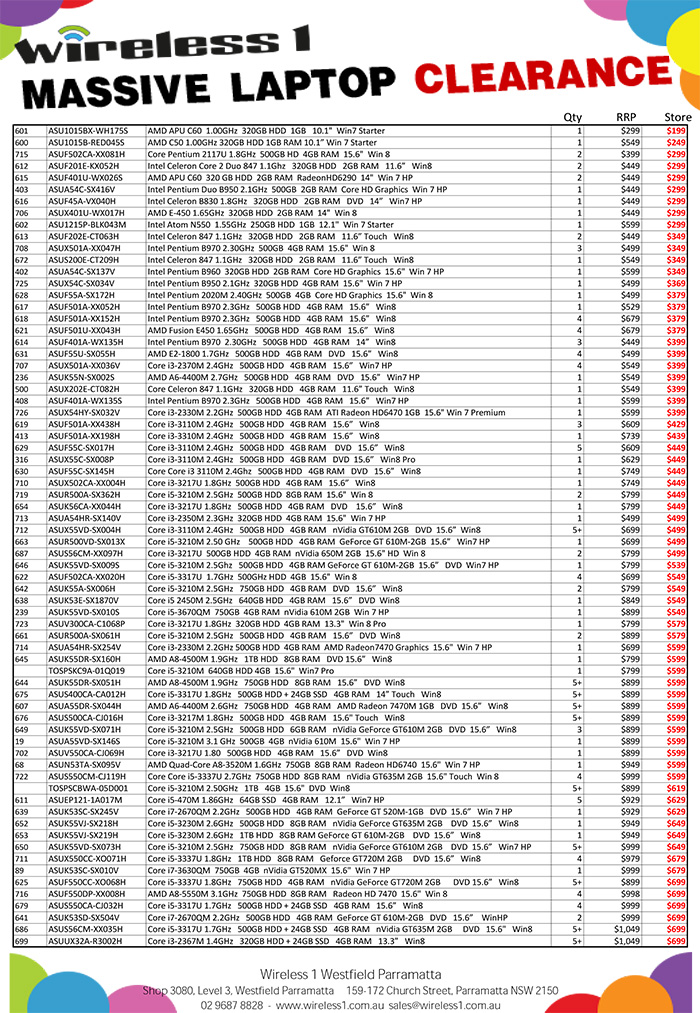 wireless 1
MASSIVE LAPTOP CLEARANCE
Qty RRP Store
601 ASU1015BX-WH175S AMD APU C60 1.00GHz 320GB HDD 1GB 10.1" Win7 Starter 1 $299 $199
600 ASU1015B-RED045S AMD C50 1.00GHz 320GB HDD 1GB RAM 10.1" Win 7 Starter 1 $549 $249
715 ASUF502CA-XX081H Core Pentium 2117U 1.8GHz 500GB HD 4GB RAM 15.6" Win 8 2 $399 $299
612 ASUF201E-KX052H Intel Celeron Core 2 Duo 847 1.1Ghz 320GB HDD 2GB RAM 11.6" Win8 2 $449 $299
615 ASUF401U-WX026S AMD APU C60 320 GB HDD 2GB RAM RadeonHD6290 14" Win 7 HP 2 $449 $299
403 ASUA54C-SX416V Intel Pentium Duo B950 2.1GHz 500GB 2GB RAM Core HD Graphics Win 7 HP 1 $449 $299
616 ASUF45A-VX040H Intel Celeron B830 1.8GHz 320GB HDD 2GB RAM DVD 14" Win7 HP 1 $449 $299
706 ASUX401U-WX017H AMD E-450 1.65GHz 320GB HDD 2GB RAM 14" Win 8 1 $449 $299
602 ASU1215P-BLK043M Intel Atom N550 1.55GHz 250GB HDD 1GB 12.1" Win 7 Starter 1 $449 $299
613 ASUF202E-CT063H Intel Celeron 847 1.1GHz 320GB HDD 2GB RAM 11.6" Touch Win8 2 $449 $349
708 ASUX501A-XX047H Intel Pentium B970 2.30GHz 500GB 4GB RAM 15.6" Win 8 3 $499 $349
672 ASUS200E-CT209H Intel Celeron 847 1.1GHz 320GB HDD 2GB RAM 11.6" Touch Win8 1 $549 $349
402 ASUA54C-SX137V Intel Pentium B960 320GB HDD 2GB RAM Core HD Graphics 15.6" Win 7 HP 1 $599 $349
725 ASUX54C-SX034V Intel Pentium B950 2.1GHz 320GB HDD 4GB RAM 15.6" Win 7 HP 1 $499 $369
628 ASUF55A-SX172H Intel Pentium 2020M 2.40GHz 500GB 4GB Core HD Graphics 15.6" Win 8 1 $499 $379
617 ASUF501A-XX052H Intel Pentium B970 2.3GHz 500GB HDD 4GB RAM 15.6" Win8 1 $529 $379
618 ASUF501A-XX152H Intel Pentium B970 2.3GHz 500GB HDD 4GB RAM 15.6" Win8 4 $679 $379
621 ASUF501U-XX043H AMD Fusion E450 1.65GHz 500GB HDD 4GB RAM 15.6" Win8 4 $679 $379
614 ASUF401A-WX135H Intel Pentium B970 2.30GHz 500GB HDD 4GB RAM 14" Win8 3 $449 $399
631 ASUF55U-SX055H AMD E2-1800 1.7GHz 500GB HDD 4GB RAM DVD 15.6" Win8 4 $499 $399
707 ASUX501A-XX036V Core i3-2370M 2.4GHz 500GB HDD 4GB RAM 15.6" Win7 HP 4 $549 $399
236 ASUK55N-SX002S AMD A6-4400M 2.7GHz 500GB HDD 4GB RAM DVD 15.6" Win7 HP 1 $549 $399
500 ASUX202E-CT082H Core Celeron 847 1.1GHz 320GB HDD 4GB RAM 11.6" Touch Win8 1 $549 $399
408 ASUF401A-WX135S Intel Pentium B970 2.3GHz 500GB HDD 4GB RAM 15.6" Win7 HP 1 $599 $399
726 ASUX54HY-SX032V Core i3-2330M 2.2GHz 500GB HDD 4GB RAM ATI Radeon HD6470 1GB 15.6" Win 7 Premium 1 $599 $399
619 ASUF501A-XX438H Core i3-3110M 2.4GHz 500GB HDD 4GB RAM 15.6" Win8 3 $609 $429
413 ASUF501A-XX198H Core i3-3110M 2.4GHz 500GB HDD 4GB RAM 15.6" Win8 1 $739 $439
629 ASUF55C-SX017H Core i3-3110M 2.4GHz 500GB HDD 4GB RAM DVD 15.6" Win8 5 $609 $449
316 ASUX55C-SX008P Core i3-3110M 2.4GHz 500GB HDD 4GB RAM DVD 15.6" Win8 Pro 1 $629 $449
630 ASUF55C-SX145H Core Core i3 3110M 2.4Ghz 500GB HDD 4GB RAM DVD 15.6" Win8 1 $749 $449
710 ASUX502CA-XX004H Core i3-3217U 1.8GHz 500GB HDD 4GB RAM 15.6" Win8 1 $749 $449
719 ASUR500A-SX362H Core i5-3210M 2.5GHz 500GB HDD 8GB RAM 15.6" Win 8 2 $799 $449
654 ASUK56CA-XX044H Core i3-3217U 1.8GHz 500GB HDD 4GB RAM DVD 15.6" Win8 1 $799 $449
713 ASUA54HR-SX140V Core i3-2350M 2.3GHz 320GB HDD 4GB RAM 15.6" Win 7 HP 1 $499 $499
712 ASUX55VD-SX004H Core i3-3110M 2.4GHz 500GB HDD 4GB RAM nVidia GT610M 2GB DVD 15.6" Win8 5+ $699 $499
663 ASUR500VD-SX013X Core i5-3210M 2.50 GHz 500GB HDD 4GB RAM GeForce GT 610M-2GB 15.6" Win7 HP 1 $699 $499
687 ASUS56CM-XX097H Core i3-3217U 500GB HDD 4GB RAM nVidia 650M 2GB 15.6" HD Win 8 2 $799 $499
646 ASUK55VD-SX009S Core i5-3210M 2.5Ghz 500GB HDD 4GB RAM GeForce GT 610M-2GB 15.6" DVD Win7 HP 1 $799 $539
622 ASUF502CA-XX020H Core i5-3317U 1.7GHz 500GHz HDD 4GB 15.6" Win 8 4 $699 $549
642 ASUK55A-SX006H Core i5-3210M 2.5GHz 750GB HDD 4GB RAM DVD 15.6" Win8 2 $799 $549
638 ASUK53E-SX1870V Core i5 2450M 2.5GHz 640GB HDD 4GB RAM DVD 15.6" Win8 1 $849 $549
239 ASUK55VD-SX010S Core i5-3670QM 750GB 4GB RAM nVidia 610M 2GB Win 7 HP 1 $899 $549
723 ASUV300CA-C1068P Core i3-3217U 1.8GHz 320GB HDD 4GB RAM 13.3" Win 8 Pro 1 $799 $579
661 ASUR500A-SX061H Core i5-3210M 2.5GHz 500GB HDD 4GB RAM DVD 15.6" Win8 2 $899 $579
714 ASUA54HR-SX254V Core i3-2330M 2.2GHz 500GB HDD 4GB RAM AMD Radeon7470 Graphics 15.6" Win 7 HP 1 $699 $599
645 ASUK55DR-SX160H AMD A8-4500M 1.9GHz 1TB HDD 8GB RAM DVD 15.6" Win8 1 $799 $599
TOSPSKC9A-01Q019 Core i5-3210M 640GB HDD 4GB 15.6" Win7 Pro 1 $799 $599
644 ASUK55DR-SX051H AMD A8-4500M 1.9GHz 750GB HDD 8GB RAM 15.6" DVD Win8 5+ $899 $599
675 ASUS400CA-CA012H Core i5-3317U 1.8GHz 500GB HDD + 24GB SSD 4GB RAM 14" Touch Win8 5+ $899 $599
607 ASUA55DR-SX044H AMD A6-4400M 2.6GHz 750GB HDD 4GB RAM AMD Radeon 7470M 1GB DVD 15.6" Win8 5+ $899 $599
676 ASUS500CA-CJ016H Core i3-3217M 1.8GHz 500GB HDD 4GB RAM 15.6" Touch Win8 5+ $899 $599
649 ASUK55VD-SX071H Core i5-3210M 2.5GHz 500GB HDD 8GB RAM nVidia GeForce GT610M 2GB DVD 15.6" Win8 3 $899 $599
19 ASUA55VD-SX146S Core i5-3210M 3.1 GHz 500GB 4GB nVidia 610M 15.6" Win 7 HP 1 $899 $599
702 ASUV550CA-CJ069H Core i3-3217U 1.80 500GB HDD 4GB RAM 15.6" DVD Win8 1 $899 $599
68 ASUN53TA-SX095V AMD Quad-Core A8-3520M 1.6GHz 750GB 8GB RAM Radeon HD6740 15.6" Win 7 HP 1 $949 $599
722 ASUS550CM-CJ119H Core Core i5-3337U 2.7GHz 750GB HDD 8GB RAM nVidia GT635M 2GB 15.6" Touch Win 8 4 $999 $599
TOSPSCBWA-05D001 Core i5-3210M 2.50GHz 1TB 4GB 15.6" DVD Win8 5+ $899 $619
611 ASUEP121-1A017M Core i5-470M 1.86GHz 64GB SSD 4GB RAM 12.1" Win7 HP 5 $929 $629
639 ASUK53SC-SX245V Core i7-2670QM 2.2GHz 500GB HDD 4GB RAM GeForce GT 520M-1GB DVD 15.6" Win 7 HP 1 $929 $629
652 ASUK55VJ-SX218H Core i5-3230M 2.6GHz 500GB HDD 8GB RAM nVidia GeForce GT635M 2GB DVD 15.6" Win8 1 $949 $649
653 ASUK55VJ-SX219H Core i5-3230M 2.6GHz 1TB HDD 8GB RAM GeForce GT 610M-2GB DVD 15.6" Win8 1 $949 $649
650 ASUK55VD-SX073H Core i5-3210M 2.5GHz 750GB HDD 8GB RAM nVidia GeForce GT610M 2GB DVD 15.6" Win7 HP 5+ $999 $649
711 ASUX550CC-XO071H Core i5-3337U 1.8GHz 1TB HDD 8GB RAM Geforce GT720M 2GB DVD 15.6" Win8 4 $979 $679
89 ASUK53SC-SX010V Core i7-3630QM 750GB 4GB nVidia GT520MX 15.6" Win7 HP 1 $999 $679
625 ASUF550CC-XO068H Core i5-3337U 1.8GHz 750GB HDD 4GB RAM nVidia GeForce GT720M 2GB DVD 15.6" Win8 5+ $899 $699
716 ASUF550DP-XX008H AMD A8-5550M 3.1GHz 750GB HDD 8GB RAM Radeon HD 7470 15.6" Win 8 4 $998 $699
679 ASUS550CA-CJ032H Core i5-3317U 1.7GHz 500GB HDD + 24GB SSD 4GB RAM 15.6" Win8 4 $999 $699
641 ASUK53SD-SX504V Core i7-2670QM 2.2GHz 500GB HDD 4GB RAM GeForce GT 610M-2GB DVD 15.6" WinHP 2 $999 $699
686 ASUS56CM-XX035H Core i5-3317U 1.7GHz 500GB HDD + 24GB SSD 4GB RAM nVidia GT635M 2GB DVD 15.6" Win8 5+ $1,049 $699
699 ASUUX32A-R3002H Core i3-2367M 1.4GHz 320GB HDD + 24GB SSD 4GB RAM 13.3" Win8 5+ $1,049 $699
Wireless 1 Westfield Parramatta
Shop 3080, Level 3, Westfield Parramatta 159-172 Church Street, Parramatta NSW 2150
02 9687 8828 - www.wireless1.com.au sales@wireless1.com.au